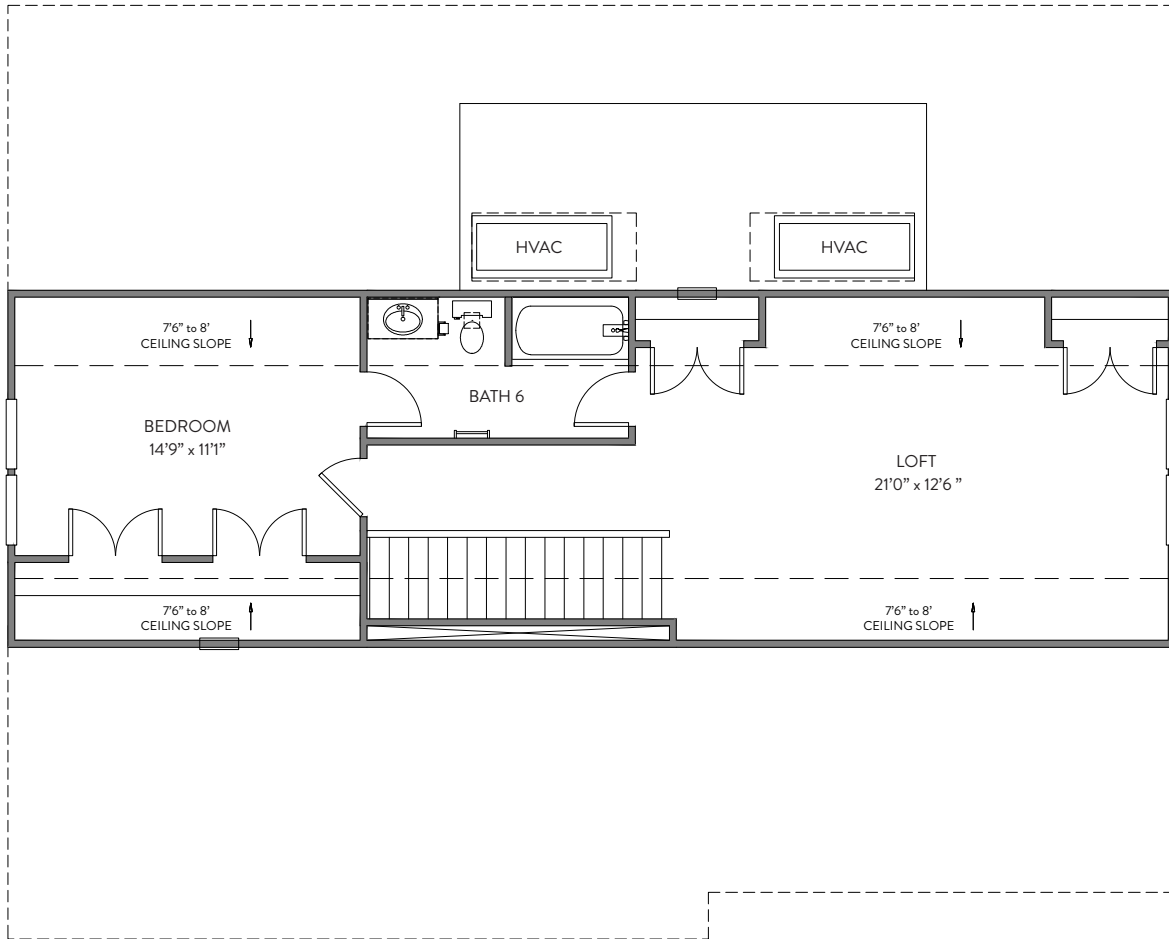 HVAC
HVAC
7'6" to 8'
CEILING SLOPE
7'6" to 8'
CEILING SLOPE
BATH 6
BEDROOM
14'9" x 11'1"
LOFT
21'0" x 12'6 "
7'6" to 8'
CEILING SLOPE
7'6" to 8'
CEILING SLOPE